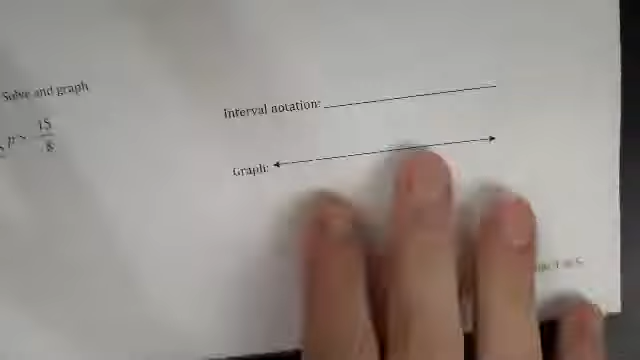 Solve and graph
Interval notation:
15
8
Graph: